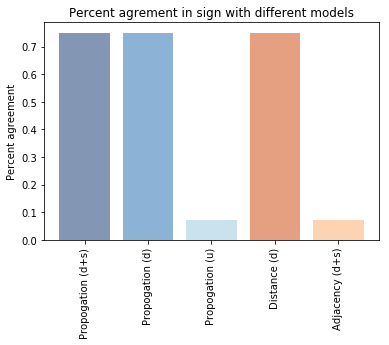 Percent agrement in sign with different models
Percent agreement
0.7
0.6
0.5
0.4
0.3
0.2
0.1
0.0
Propogation (d+s)
Propogation (d)
Propogation (u)
Distance (d)
Adjacency (d+s)